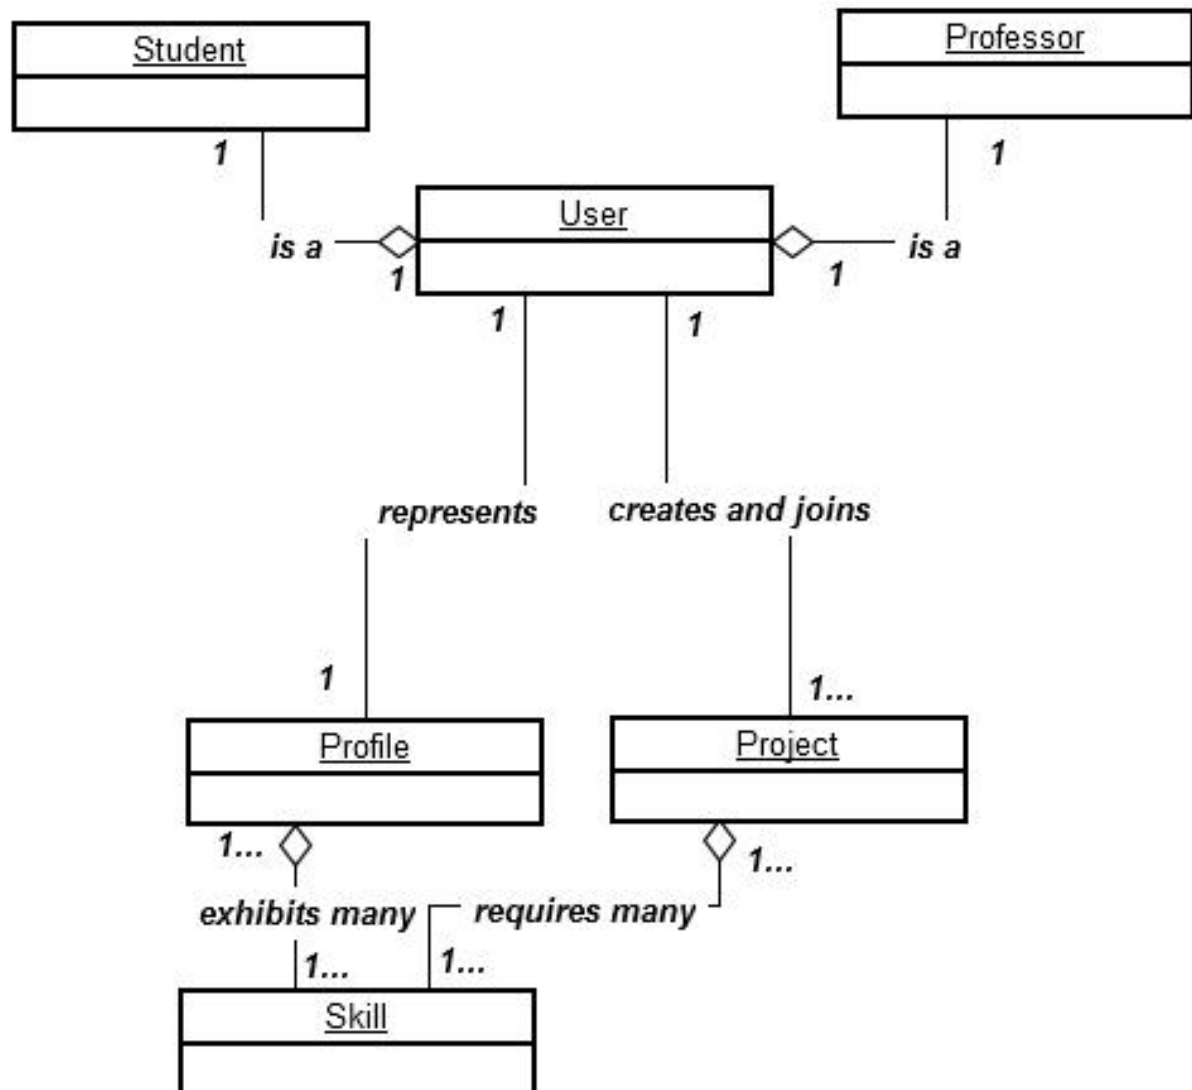 Student
Professor
1
1
User
is a
is a
1
1
1
1
represents
creates and joins
1
1...
Profile
Project
1...
1...
exhibits many
requires many
1...
1...
Skill